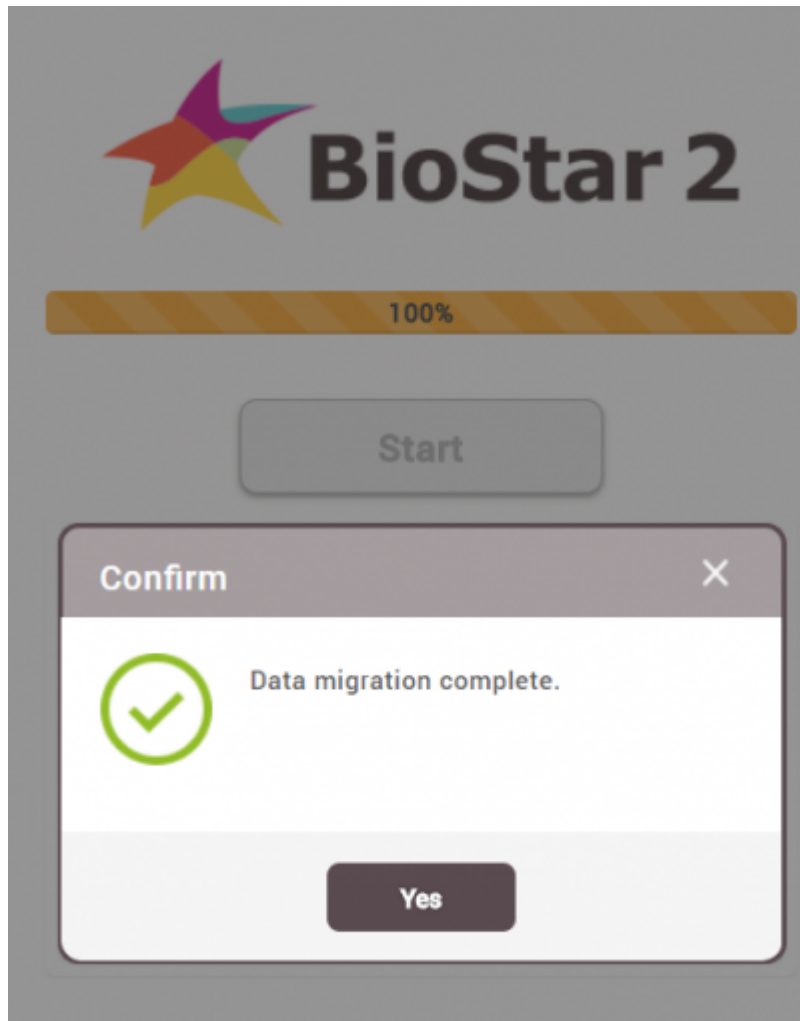 BioStar 2
100%
Start
Confirm
Data migration complete.
Yes